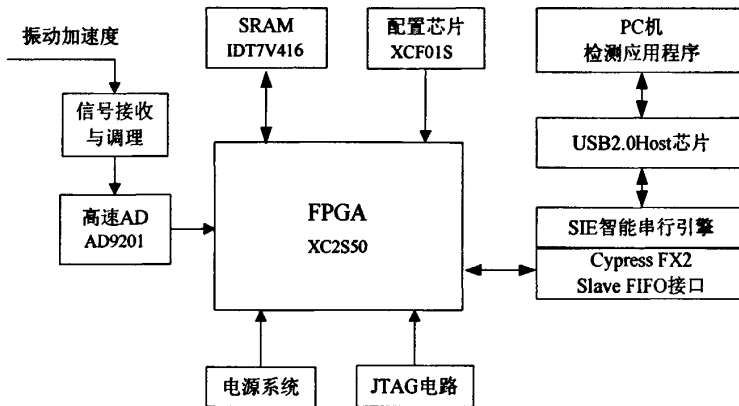 振动加速度
信号接收
与调理
高速AD
AD9201
SRAM
IDT7V416
配置芯片
XCF01S
FPGA
XC2S50
电源系统
JTAG电路
PC机
检测应用程序
USB2.0Host芯片
SIE智能串行引擎
Cypress FX2
Slave FIFO接口